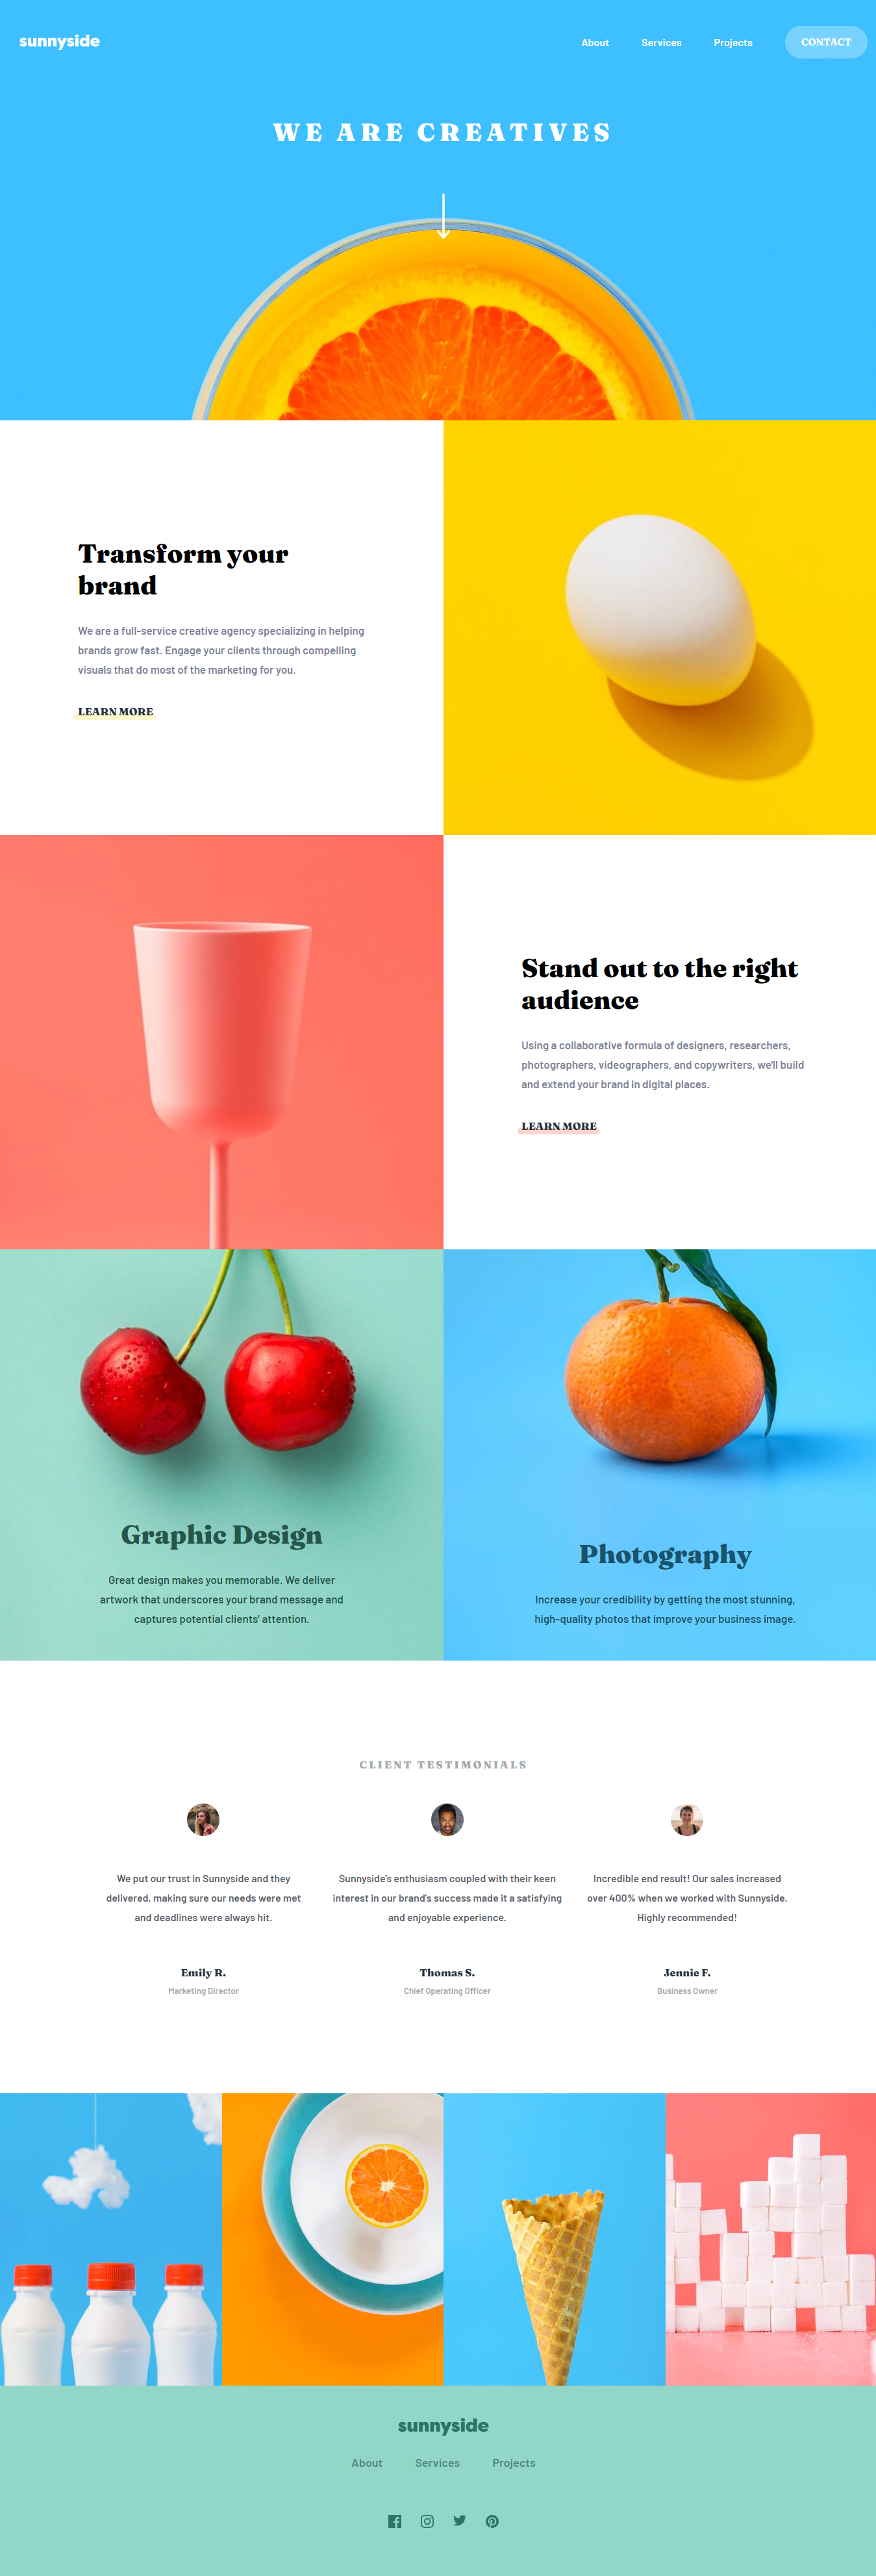 sunnyside
About Services Projects CONTACT
WE ARE CREATIVES
Transform your
brand
We are a full-service creative agency specializing in helping
brands grow fast. Engage your clients through compelling
visuals that do most of the marketing for you.
LEARN MORE
Stand out to the right
audience
Using a collaborative formula of designers, researchers,
photographers, videographers, and copywriters, we'll build
and extend your brand in digital places.
LEARN MORE
Graphic Design
Great design makes you memorable. We deliver
artwork that underscores your brand message and
captures potential clients' attention.
Photography
Increase your credibility by getting the most stunning,
high-quality photos that improve your business image.
CLIENT TESTIMONIALS
We put our trust in Sunnyside and they
delivered, making sure our needs were met
and deadlines were always hit.
Emily R.
Marketing Director
Sunnyside's enthusiasm coupled with their keen
interest in our brand's success made it a satisfying
and enjoyable experience.
Thomas S.
Chief Operating Officer
Incredible end result! Our sales increased
over 400% when we worked with Sunnyside.
Highly recommended!
Jennie F.
Business Owner
sunnyside
About Services Projects